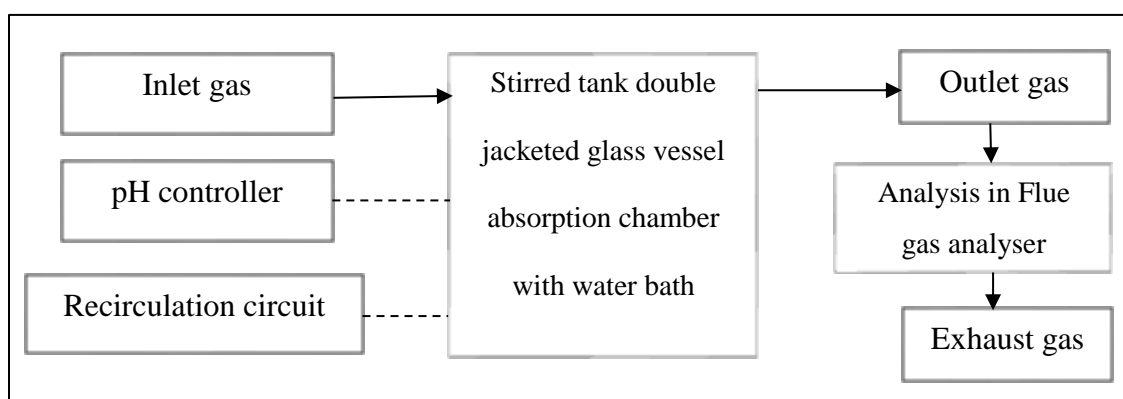 Inlet gas
pH controller
Recirculation circuit
Stirred tank double
jacketed glass vessel
absorption chamber
with water bath
Outlet gas
Analysis in Flue
gas analyser
Exhaust gas